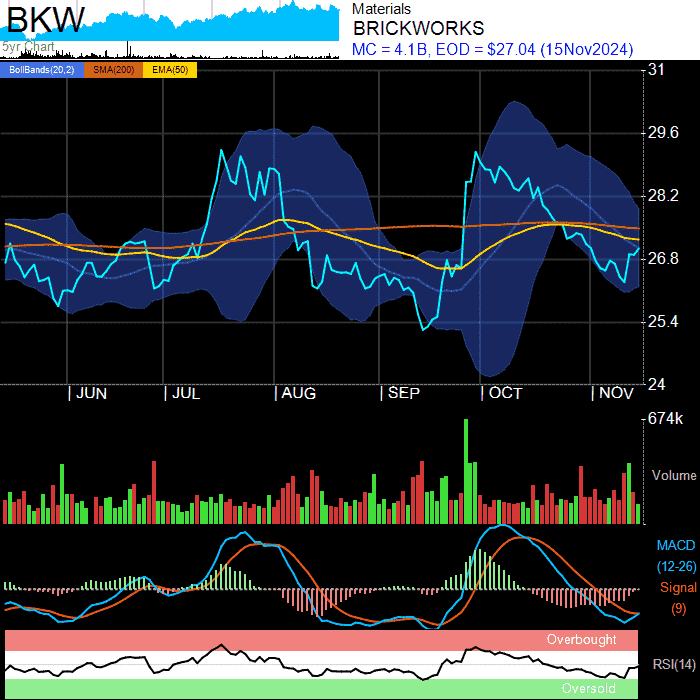 BKW
5yr Chart
Materials
BRICKWORKS
MC = 4.1B, EOD = $27.04 (15Nov2024)
BollBands(20,2) SMA(200) EMA(50)
31
29.6
28.2
26.8
25.4
24
JUN JUL AUG SEP OCT NOV
674k
Volume
MACD
(12-26)
Signal
(9)
Overbought
RSI(14)
Oversold